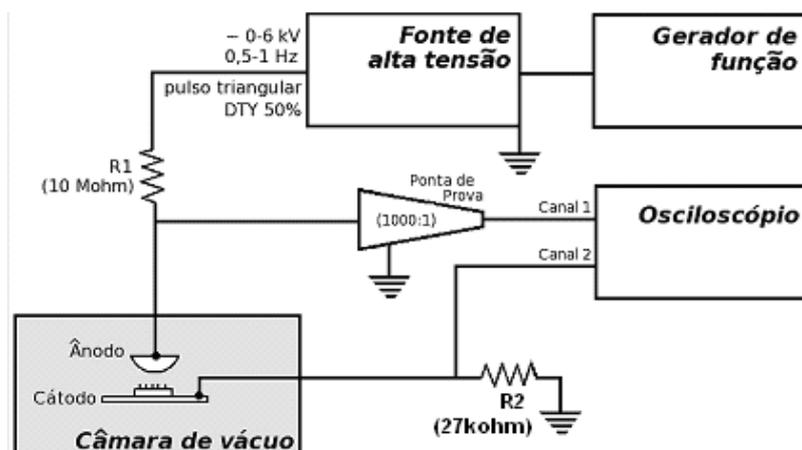 ~ 0-6 kV
0,5-1 Hz
pulso triangular
DTY 50%
Fonte de
alta tensão
Gerador de
função
R1
(10 Mohm)
Ponta de
Prova
(1000:1)
Canal 1
Canal 2
Osciloscópio
Ânodo
Cátodo
Câmara de vácuo
R2
(27kohm)